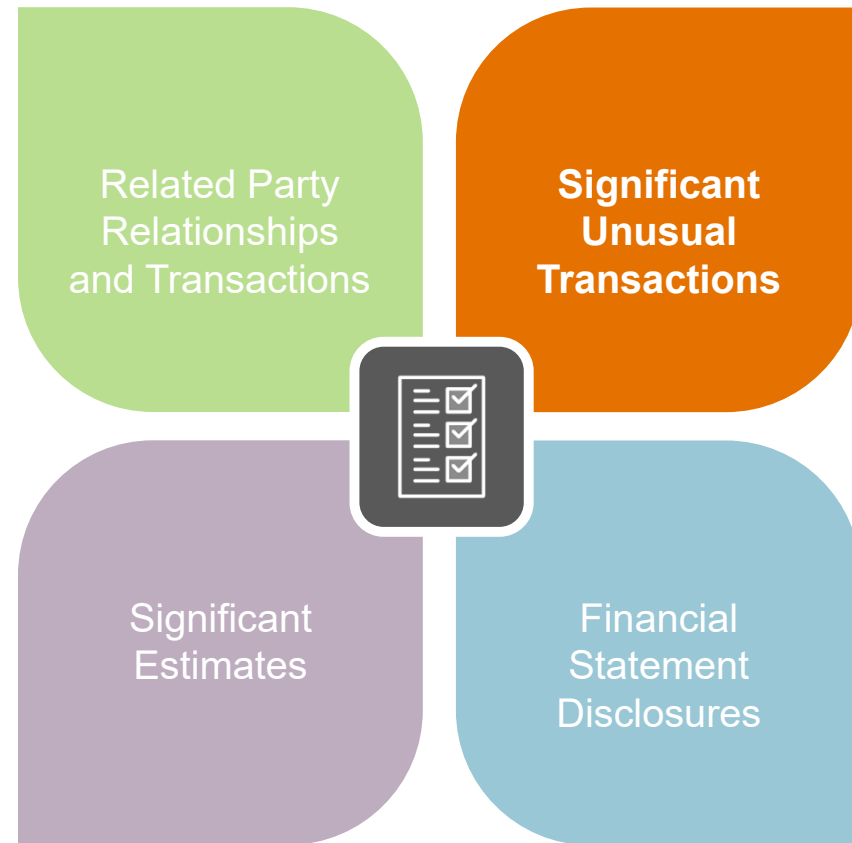 Related Party
Relationships
and Transactions
Significant
Unusual
Transactions
Significant
Estimates
Financial
Statement
Disclosures